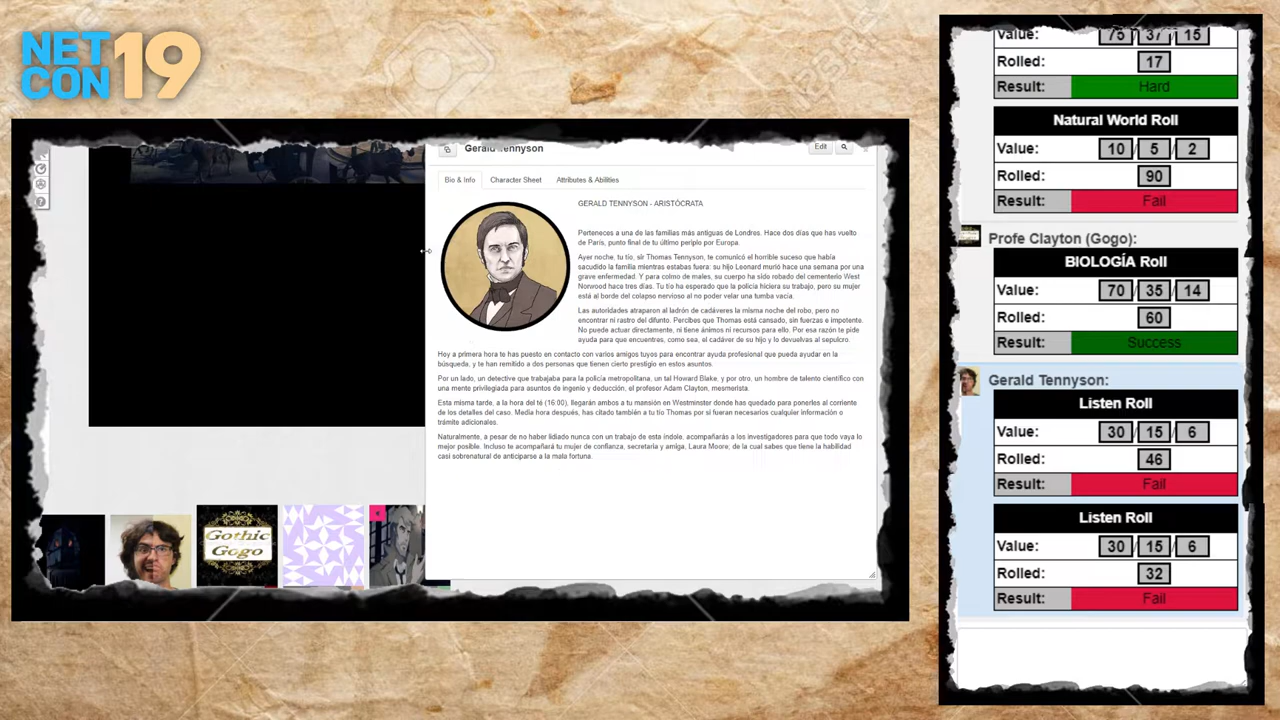 NET
CON
19
Gerald Tennyson
Edit
Bio & Info
Character Sheet
Attributes & Abilities
GERALD TENNYSON - ARISTÓCRATA
Perteneces a una de las familias más antiguas de Londres. Hace dos días que has vuelto
de París, punto final de tu último periplo por Europa.
Ayer noche, tu tío, sir Thomas Tennyson, te comunicó el horrible suceso que había
sacudido la familia mientras estabas fuera: su hijo Leonard murió hace una semana por una
grave enfermedad. Y para colmo de males, su cuerpo ha sido robado del cementerio West
Norwood hace tres días. Tu tío ha esperado que la policía hiciera su trabajo, pero su mujer
está al borde del colapso nervioso al no poder velar una tumba vacía.
Las autoridades atraparon al ladrón de cadáveres la misma noche del robo, pero no
encontrar ni rastro del difunto. Percibes que Thomas está cansado, sin fuerzas e impotente.
No puede actuar directamente, ni tiene ánimos ni recursos para ello. Por esa razón te pide
ayuda para que encuentres, como sea, el cadáver de su hijo y lo devuelvas al sepulcro.
Hoy a primera hora te has puesto en contacto con varios amigos tuyos para encontrar ayuda profesional que pueda ayudar en la
búsqueda, y te han remitido a dos personas que tienen cierto prestigio en estos asuntos.
Por un lado, un detective que trabajaba para la policía metropolitana, un tal Howard Blake, y por otro, un hombre de talento científico con
una mente privilegiada para asuntos de ingenio y deducción, el profesor Adam Clayton, mesmerista.
Esta misma tarde, a la hora del té (16:00), llegarán ambos a tu mansión en Westminster donde has quedado para ponerles al corriente
de los detalles del caso. Media hora después, has citado también a tu tío Thomas por si fueran necesarios cualquier información o
trámite adicionales.
Naturalmente, a pesar de no haber lidiado nunca con un trabajo de esta índole, acompañarás a los investigadores para que todo vaya lo
mejor posible. Incluso te acompañará tu mujer de confianza, secretaria y amiga, Laura Moore, de la cual sabes que tiene la habilidad
casi sobrenatural de anticiparse a la mala fortuna.
Gothic
Gogo
Value: 75 / 37 / 15
Rolled: 17
Result: Hard
Natural World Roll
Value: 10 / 5 / 2
Rolled: 90
Result: Fail
Profe Clayton (Gogo):
BIOLOGÍA Roll
Value: 70 / 35 / 14
Rolled: 60
Result: Success
Gerald Tennyson:
Listen Roll
Value: 30 / 15 / 6
Rolled: 46
Result: Fail
Listen Roll
Value: 30 / 15 / 6
Rolled: 32
Result: Fail